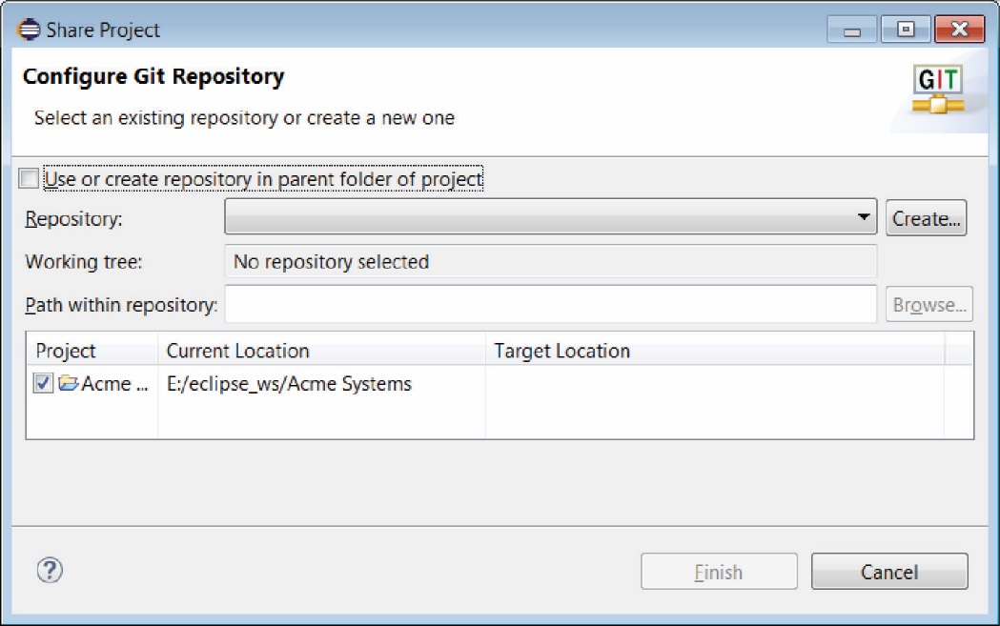 Share Project
Configure Git Repository
GIT
Select an existing repository or create a new one
Use or create repository in parent folder of project
Repository: Create...
Working tree: No repository selected
Path within repository: Browse...
Project Current Location Target Location
Acme ... E:/eclipse_ws/Acme Systems
? Finish Cancel